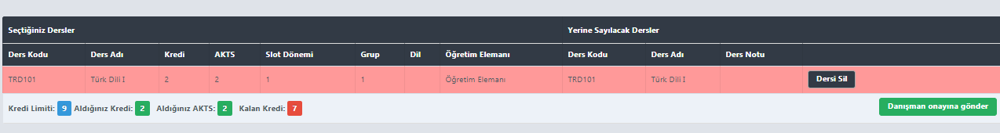 Seçtiğiniz Dersler Yerine Sayılacak Dersler
Ders Kodu Ders Adı Kredi AKTS Slot Dönemi Grup Dil Öğretim Elemanı Ders Kodu Ders Adı Ders Notu
TRD101 Türk Dili I 2 2 1 1 Öğretim Elemanı TRD101 Türk Dili I Dersi Sil
Kredi Limiti: 9 Aldığınız Kredi: 2 Aldığınız AKTS: 2 Kalan Kredi: 7 Danışman onayına gönder